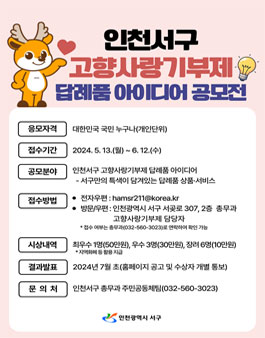 인천서구
고향사랑기부제
답례품 아이디어 공모전
응모자격 대한민국 국민 누구나(개인단위)
접수기간 2024. 5. 13.(월) ~ 6. 12.(수)
공모분야 인천서구 고향사랑기부제 답례품 아이디어
- 서구만의 특색이 담겨있는 답례품 상품·서비스
접수방법 • 전자우편 : hamsr211@korea.kr
• 방문/우편 : 인천광역시 서구 서곶로 307, 2층 총무과
고향사랑기부제 담당자
* 접수 여부는 총무과(032-560-3023)로 연락하여 확인 가능
시상내역 최우수 1명(50만원), 우수 3명(30만원), 장려 6명(10만원)
* 지역화폐 등 활용 지급
결과발표 2024년 7월 초(홈페이지 공고 및 수상자 개별 통보)
문 의 처 인천서구 총무과 주민공동체팀(032-560-3023)
인천광역시 서구